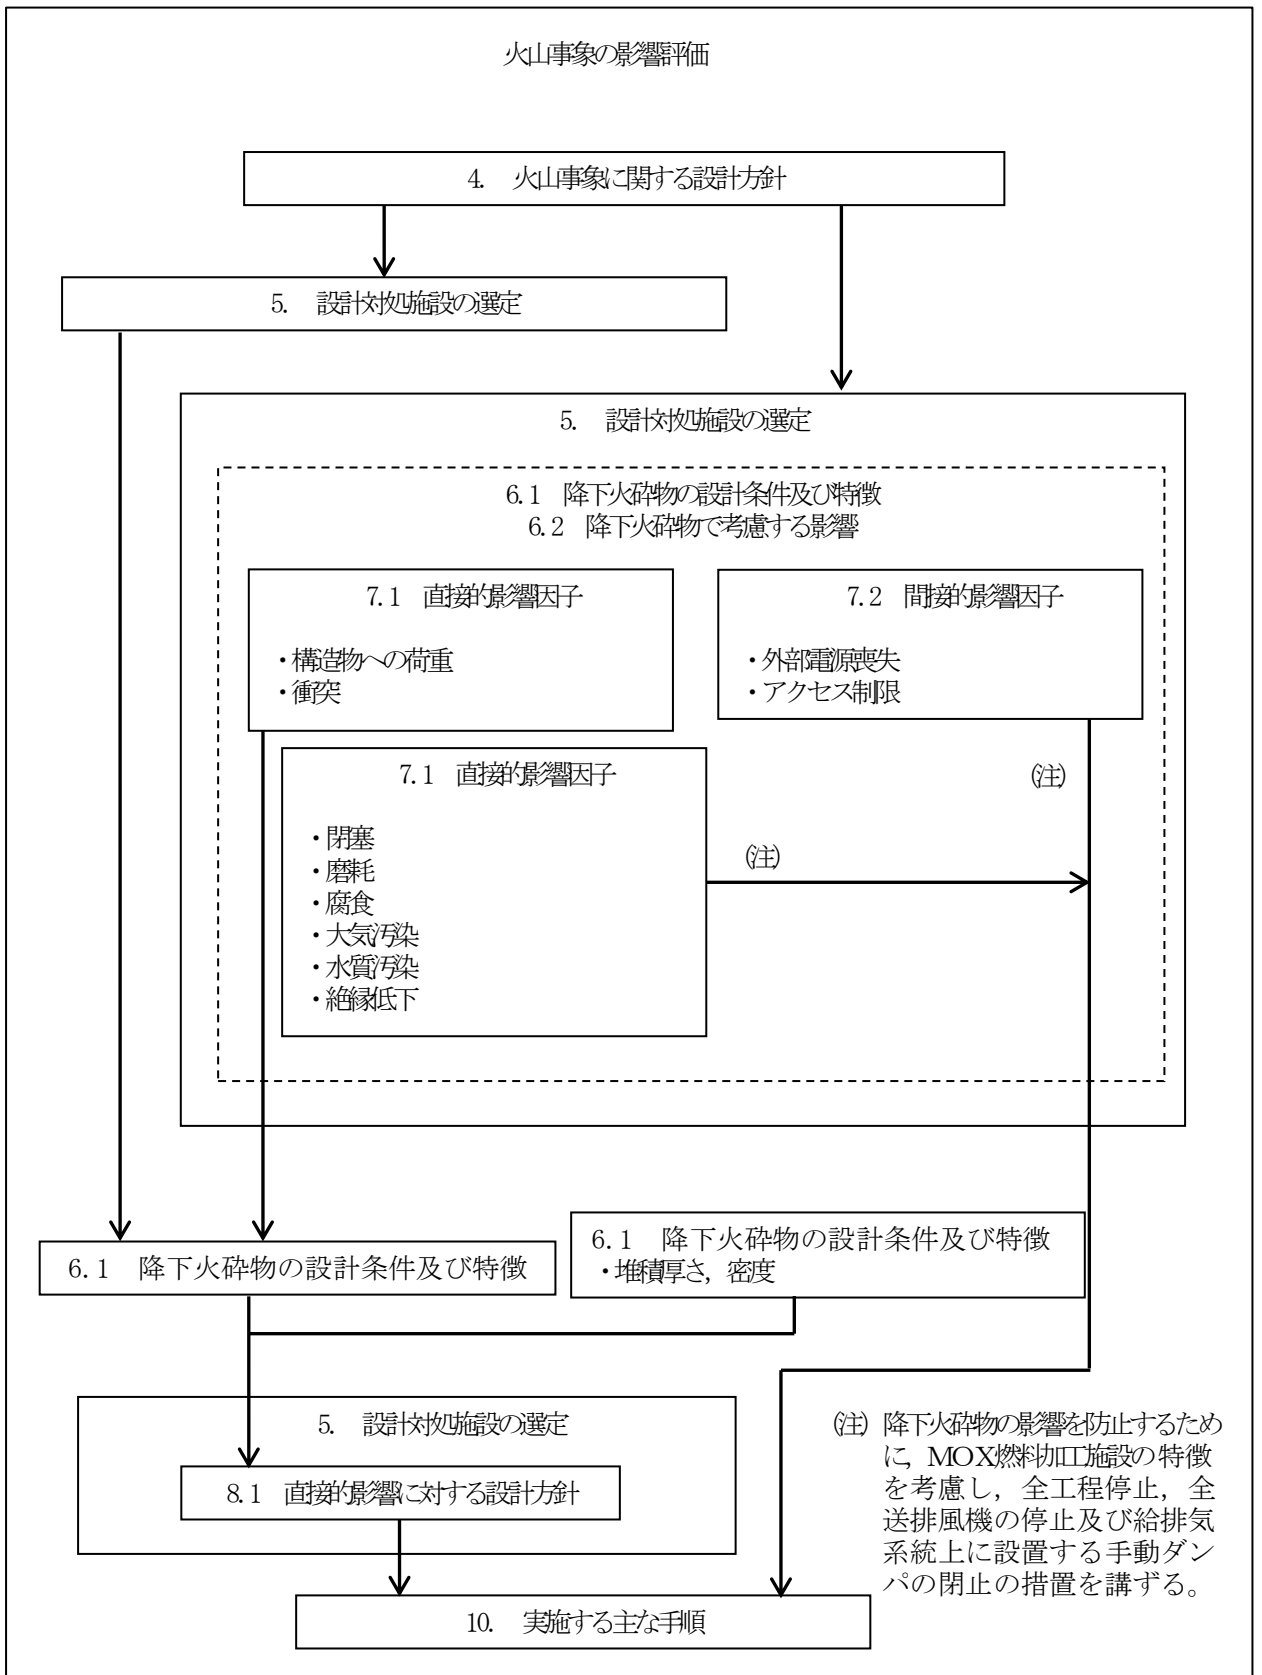 火山事象の影響評価
4. 火山事象に関する設計方針
5. 設計対処施設の選定
5. 設計対処施設の選定
6.1 降下火砕物の設計条件及び特徴
6.2 降下火砕物で考慮する影響
7.1 直接的影響因子
・構造物への荷重
・衝突
7.2 間接的影響因子
・外部電源喪失
・アクセス制限
7.1 直接的影響因子
・閉塞
・磨耗
・腐食
・大気汚染
・水質汚染
・絶縁低下
(注)
(注)
6.1 降下火砕物の設計条件及び特徴
6.1 降下火砕物の設計条件及び特徴
・堆積厚さ，密度
5. 設計対処施設の選定
8.1 直接的影響に対する設計方針
10. 実施する主な手順
(注) 降下火砕物の影響を防止するため
に，MOX燃料加工施設の特徴
を考慮し，全工程停止，全
送排風機の停止及び給排気
系統上に設置する手動ダン
パの閉止の措置を講ずる。